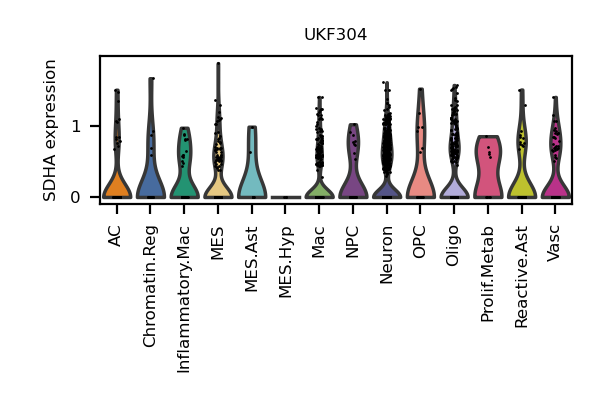 UKF304
SDHA expression
1
0
AC
Chromatin.Reg
Inflammatory.Mac
MES
MES.Ast
MES.Hyp
Mac
NPC
Neuron
OPC
Oligo
Prolif.Metab
Reactive.Ast
Vasc